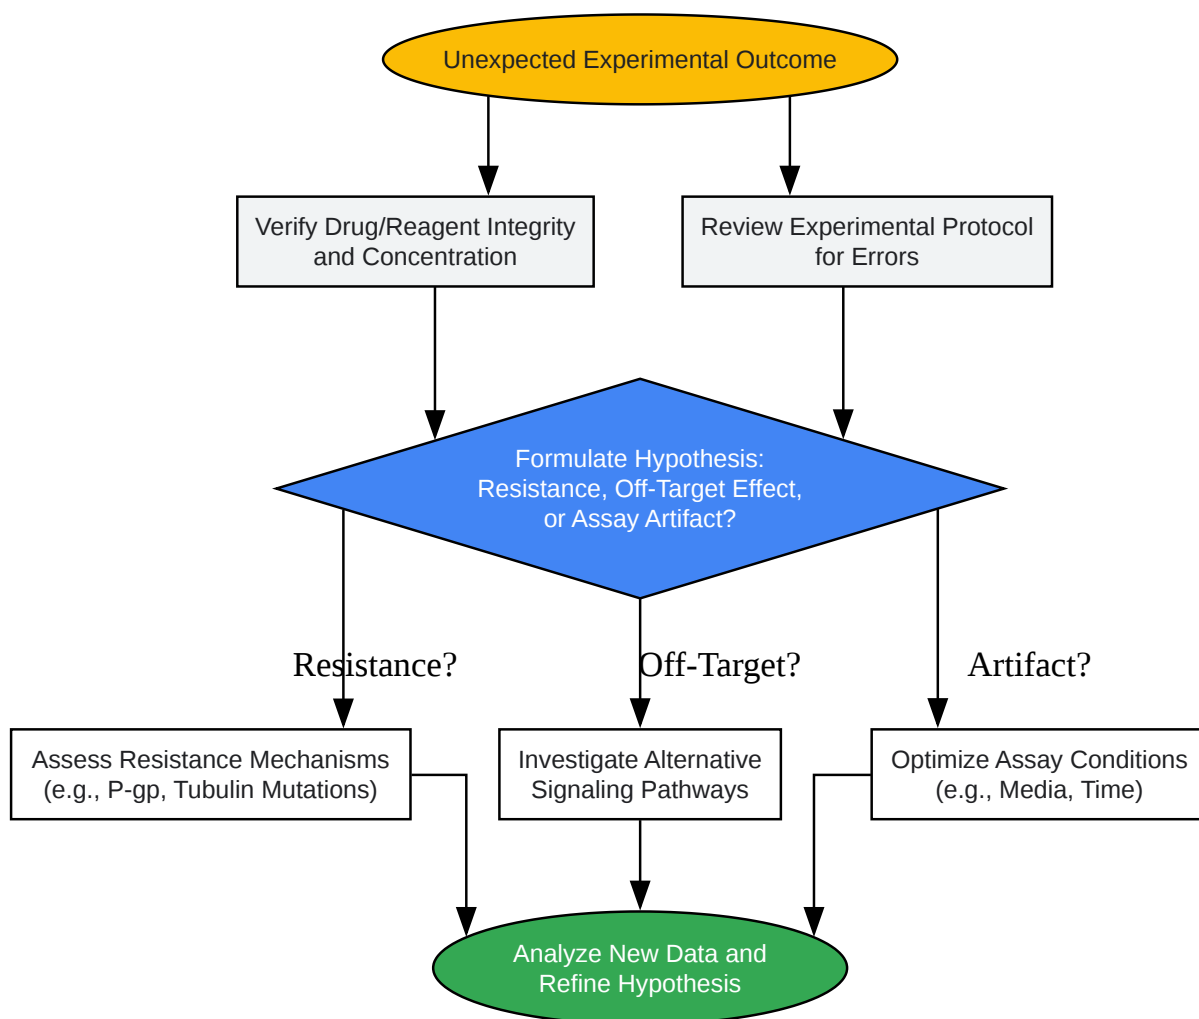 Unexpected Experimental Outcome
Verify Drug/Reagent Integrity
and Concentration
Review Experimental Protocol
for Errors
Formulate Hypothesis:
Resistance, Off-Target Effect,
or Assay Artifact?
Resistance?
Off-Target?
Artifact?
Assess Resistance Mechanisms
(e.g., P-gp, Tubulin Mutations)
Investigate Alternative
Signaling Pathways
Optimize Assay Conditions
(e.g., Media, Time)
Analyze New Data and
Refine Hypothesis